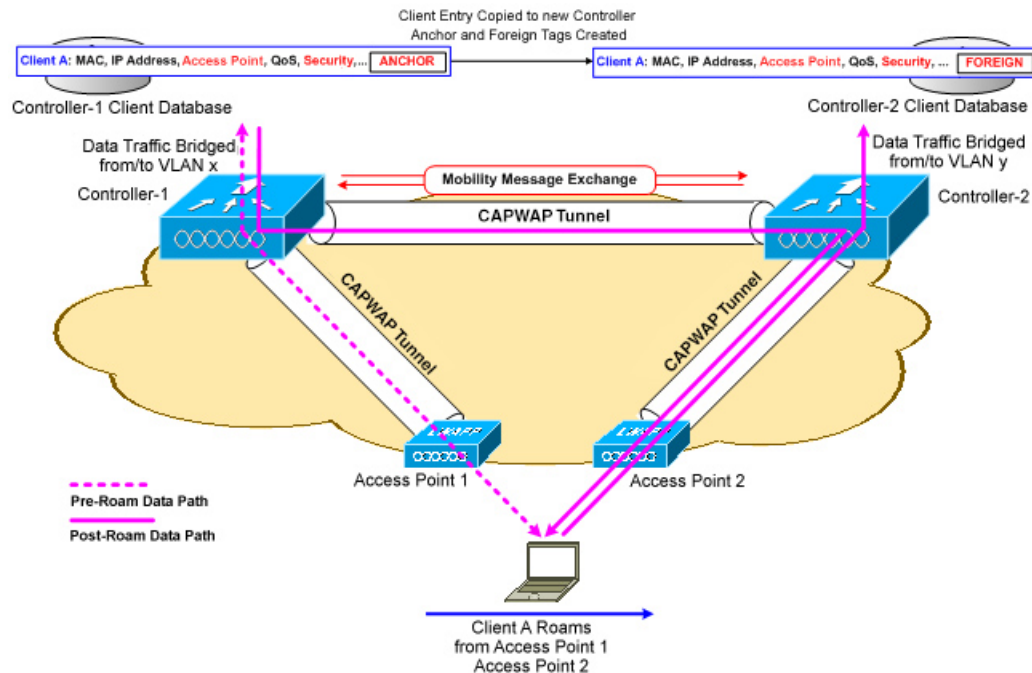 Client Entry Copied to new Controller
Anchor and Foreign Tags Created
Client A: MAC, IP Address, Access Point, QoS, Security,... ANCHOR
Client A: MAC, IP Address, Access Point, QoS, Security, ... FOREIGN
Controller-1 Client Database
Controller-2 Client Database
Data Traffic Bridged
from/to VLAN x
Data Traffic Bridged
from/to VLAN y
Controller-1
Mobility Message Exchange
Controller-2
CAPWAP Tunnel
CAPWAP Tunnel
CAPWAP Tunnel
LWAPP
LWAPP
Access Point 1
Access Point 2
Pre-Roam Data Path
Post-Roam Data Path
Client A Roams
from Access Point 1
Access Point 2